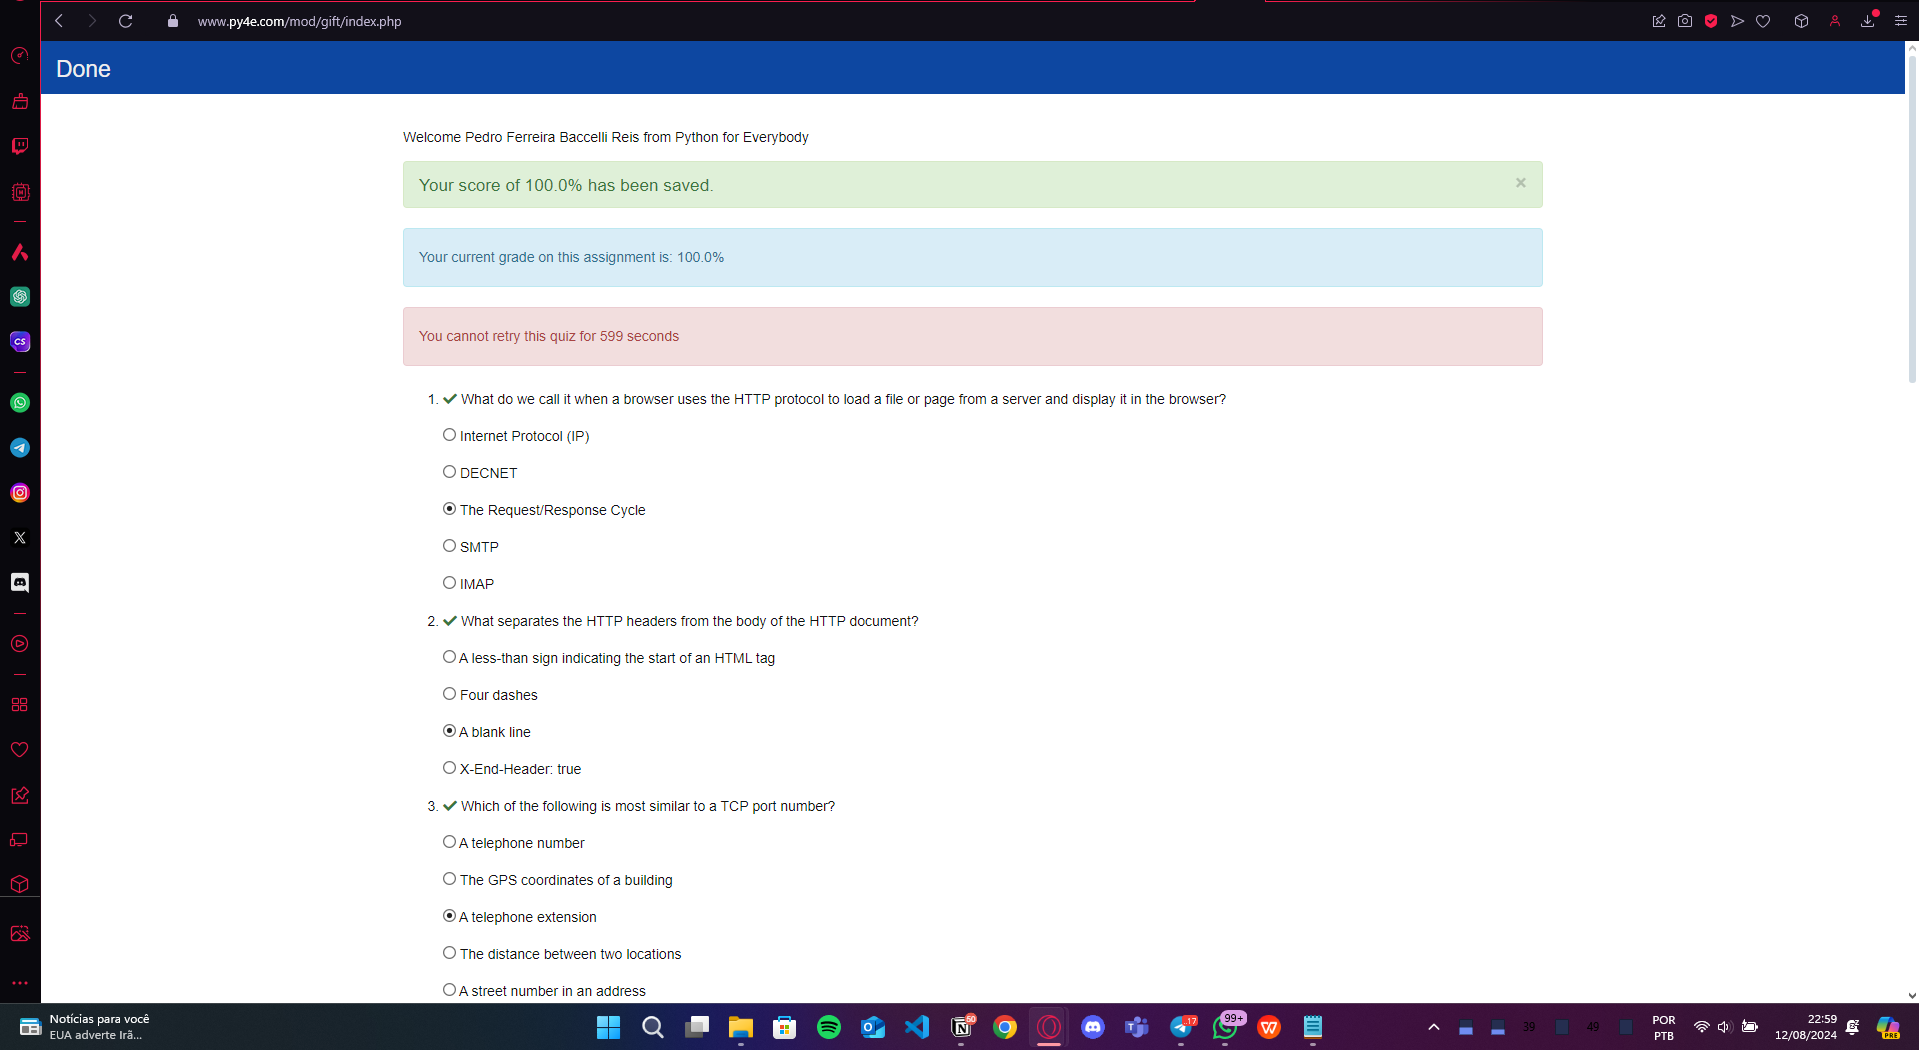 www.py4e.com/mod/gift/index.php
Done
Welcome Pedro Ferreira Baccelli Reis from Python for Everybody
Your score of 100.0% has been saved.
×
Your current grade on this assignment is: 100.0%
You cannot retry this quiz for 599 seconds
1. What do we call it when a browser uses the HTTP protocol to load a file or page from a server and display it in the browser?
Internet Protocol (IP)
DECNET
The Request/Response Cycle
SMTP
IMAP
2. What separates the HTTP headers from the body of the HTTP document?
A less-than sign indicating the start of an HTML tag
Four dashes
A blank line
X-End-Header: true
3. Which of the following is most similar to a TCP port number?
A telephone number
The GPS coordinates of a building
A telephone extension
The distance between two locations
A street number in an address
CS
Notícias para você
EUA adverte Irã...
50
17
99+
39
49
POR
PTB
22:59
12/08/2024
PRE